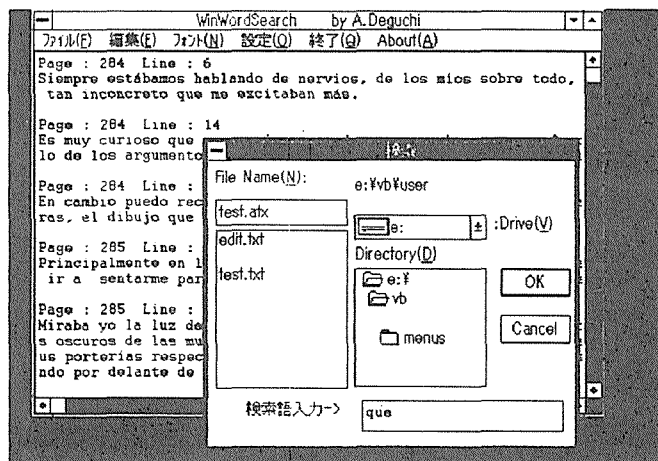 WinWordSearch by A.Deguchi
ﾌｧｲﾙ(F) 編集(E) ﾌｫﾝﾄ(N) 設定(O) 終了(Q) About(A)
Page : 284 Line : 6
Siempre estábamos hablando de nervios, de los mios sobre todo,
tan inconcreto que me excitaban más.
Page : 284 Line : 14
Es muy curioso que
lo de los argumento
Page : 284 Line :
En cambio puedo rec
ras, el dibujo que
Page : 285 Line :
Principalmente en l
ir a sentarme par
Page : 285 Line :
Miraba yo la luz de
s oscuros de las mu
us porterías respec
ndo por delante de
検索
File Name(N):
e:¥vb¥user
test.atx
e:
:Drive(V)
edit.txt
test.txt
Directory(D)
e:¥
vb
menus
OK
Cancel
検索語入力->
que